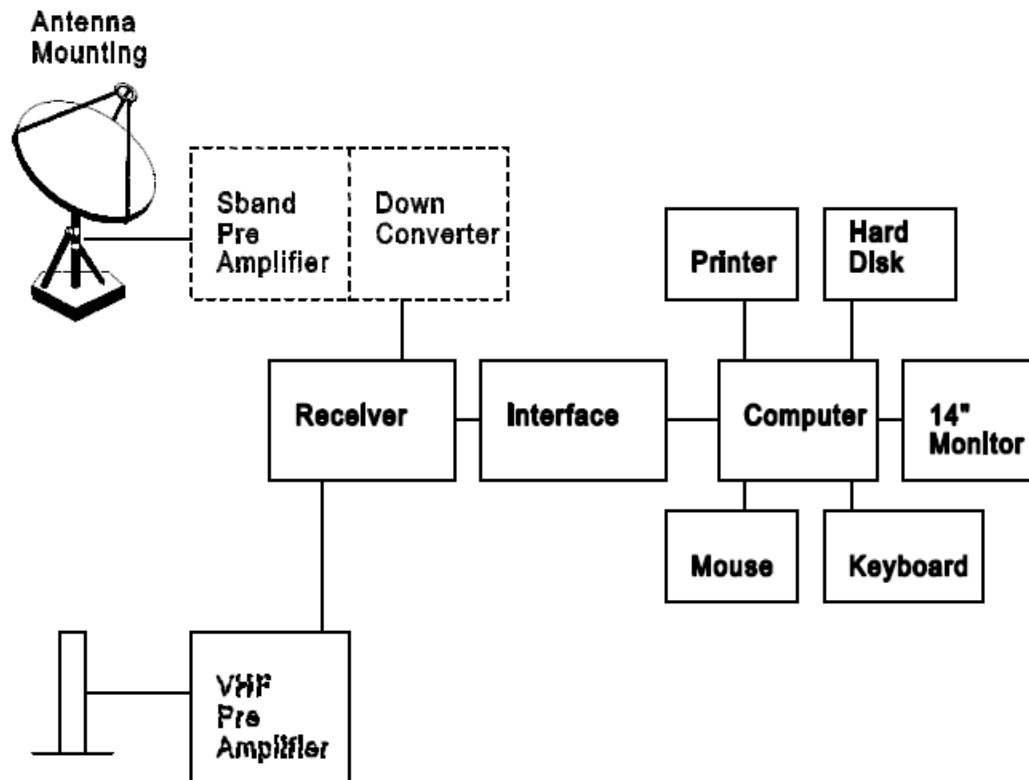 Antenna
Mounting
Sband
Pre
Amplifier
Down
Converter
Printer
Hard
Disk
Receiver
Interface
Computer
14"
Monitor
Mouse
Keyboard
VHF
Pre
Amplifier